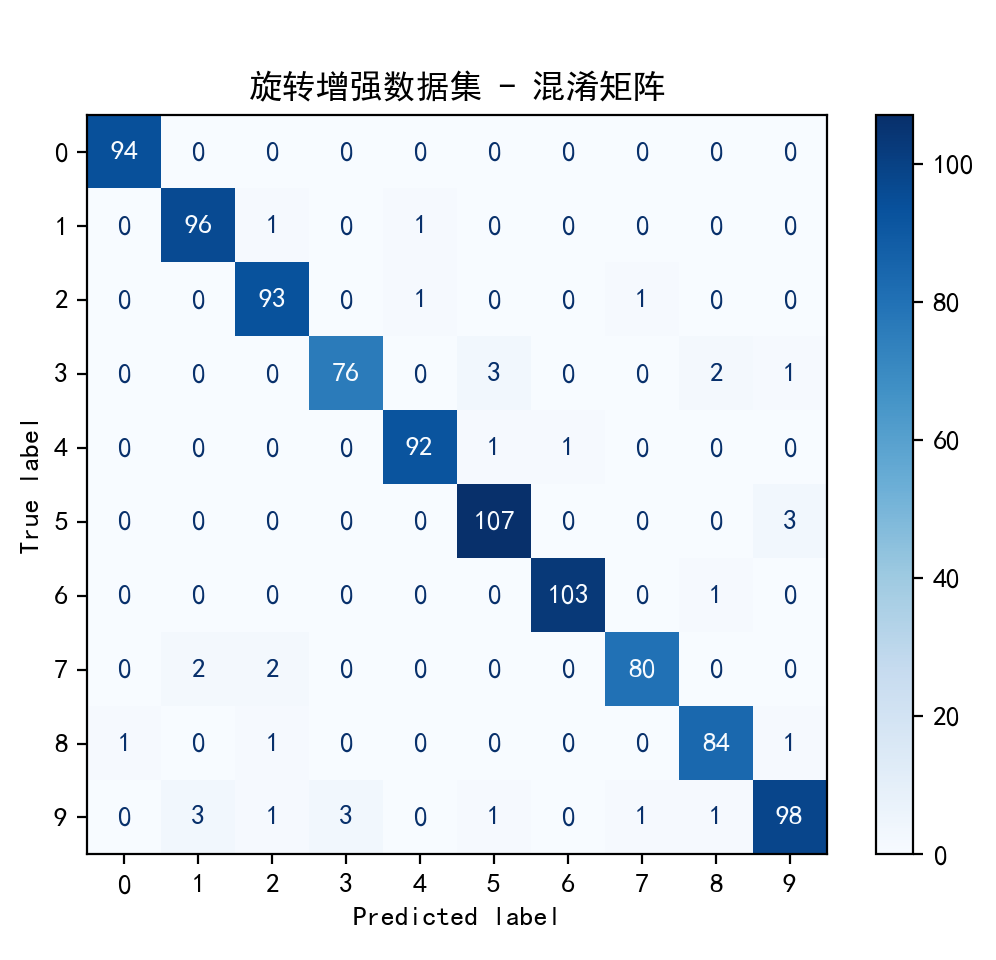 旋转增强数据集 - 混淆矩阵
0 94 0 0 0 0 0 0 0 0 0
1 0 96 1 0 1 0 0 0 0 0
2 0 0 93 0 1 0 0 1 0 0
3 0 0 0 76 0 3 0 0 2 1
4 0 0 0 0 92 1 1 0 0 0
5 0 0 0 0 0 107 0 0 0 3
6 0 0 0 0 0 0 103 0 1 0
7 0 2 2 0 0 0 0 80 0 0
8 1 0 1 0 0 0 0 0 84 1
9 0 3 1 3 0 1 0 1 1 98
0 1 2 3 4 5 6 7 8 9
Predicted label
True label
100
80
60
40
20
0